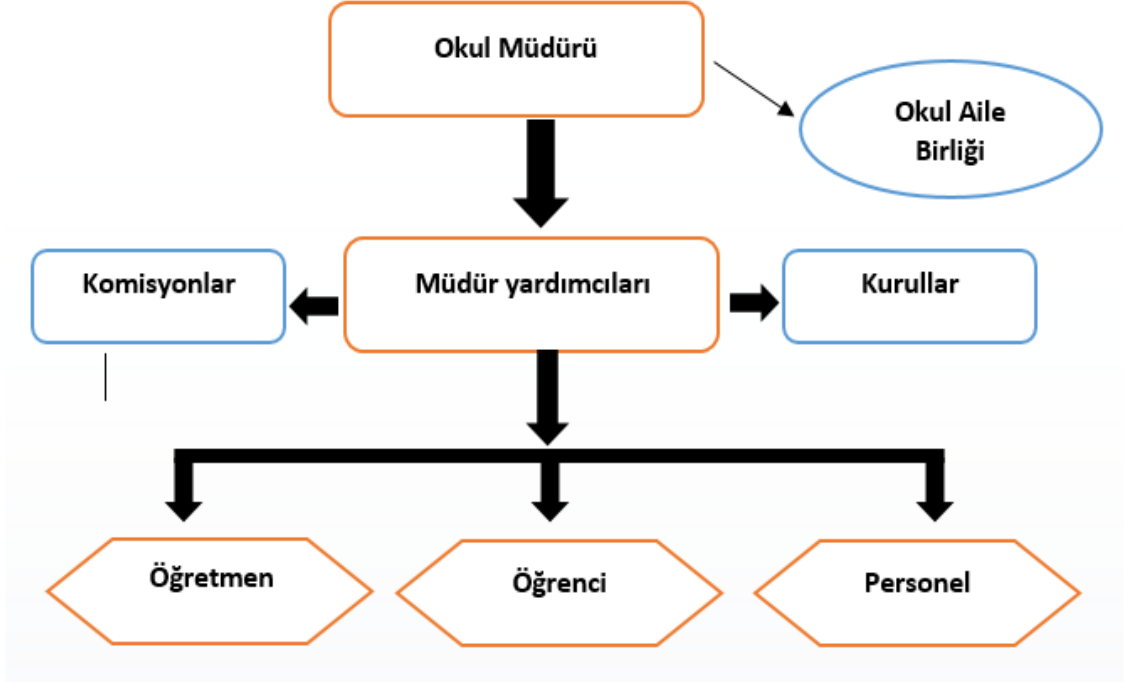 Okul Müdürü
Okul Aile
Birliği
Komisyonlar
Müdür yardımcıları
Kurullar
Öğretmen
Öğrenci
Personel